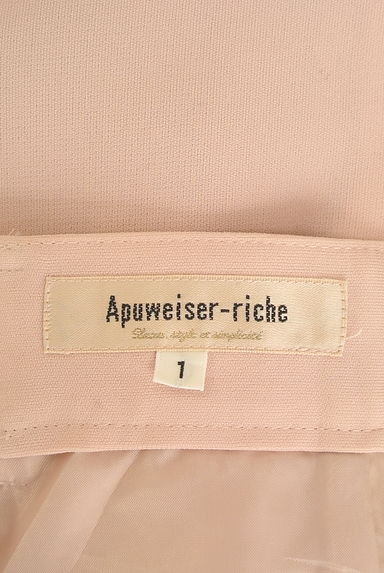 Apuweiser-riche
Luxe, style et simplicité
1